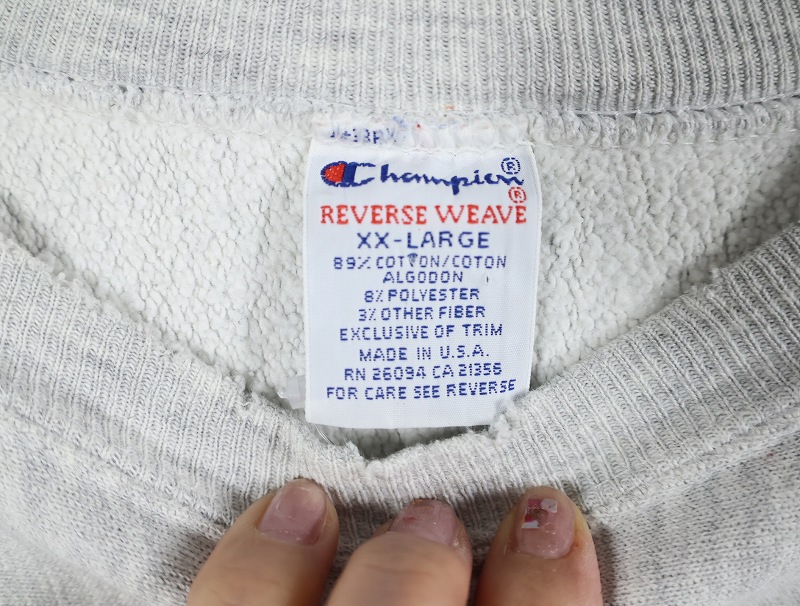 Champion®
REVERSE WEAVE®
XX-LARGE
89% COTTON/COTON
ALGODON
8% POLYESTER
3% OTHER FIBER
EXCLUSIVE OF TRIM
MADE IN U.S.A.
RN 26094 CA 21356
FOR CARE SEE REVERSE